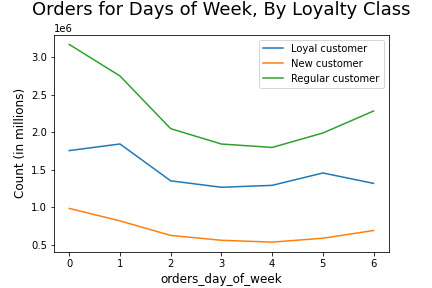 Orders for Days of Week, By Loyalty Class
1e6
Loyal customer
New customer
Regular customer
3.0
2.5
2.0
1.5
1.0
0.5
Count (in millions)
0 1 2 3 4 5 6
orders_day_of_week